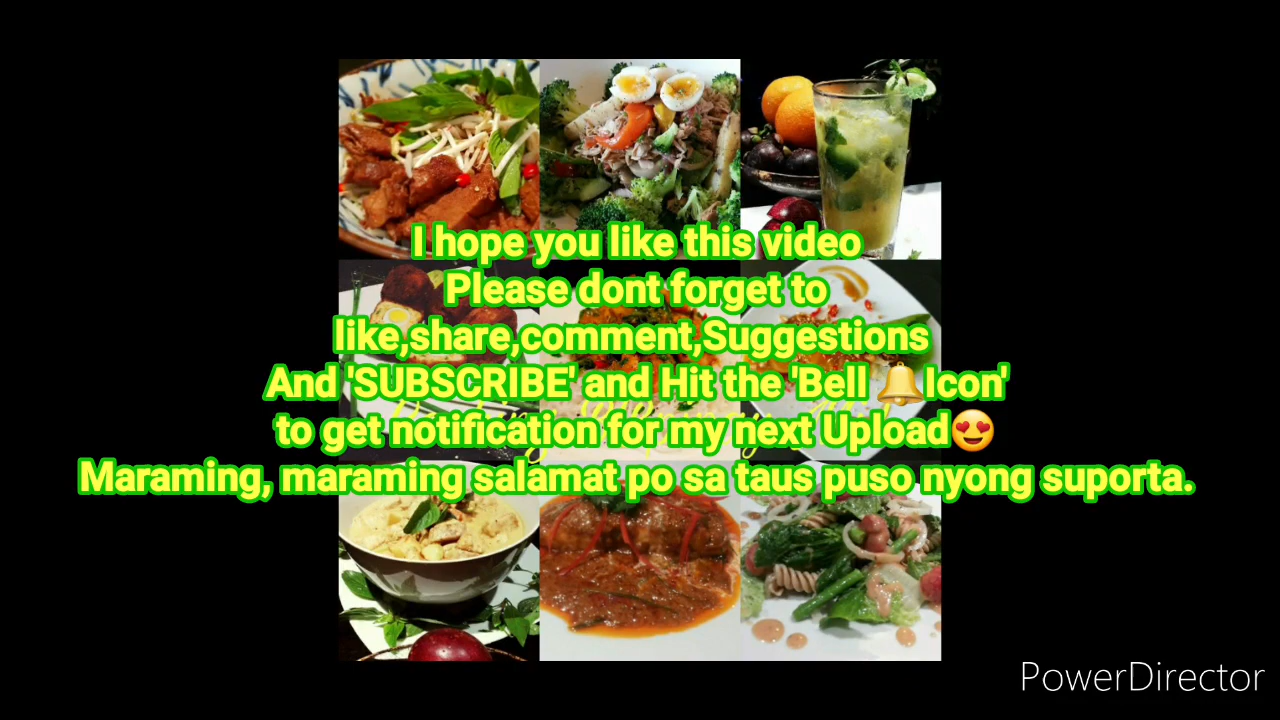 I hope you like this video
Please dont forget to
like,share,comment,Suggestions
And 'SUBSCRIBE' and Hit the 'Bell 🔔Icon'
to get notification for my next Upload😍
Maraming, maraming salamat po sa taus puso nyong suporta.
PowerDirector